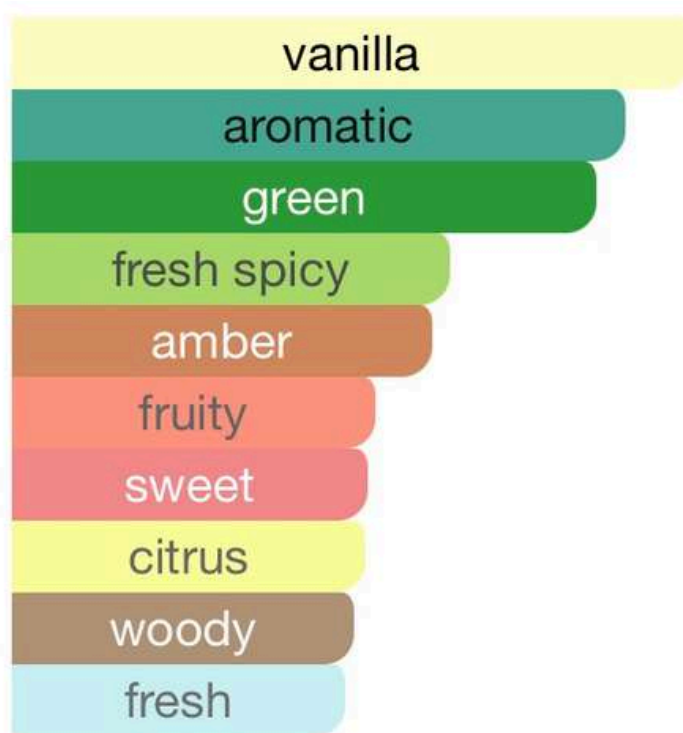 vanilla
aromatic
green
fresh spicy
amber
fruity
sweet
citrus
woody
fresh